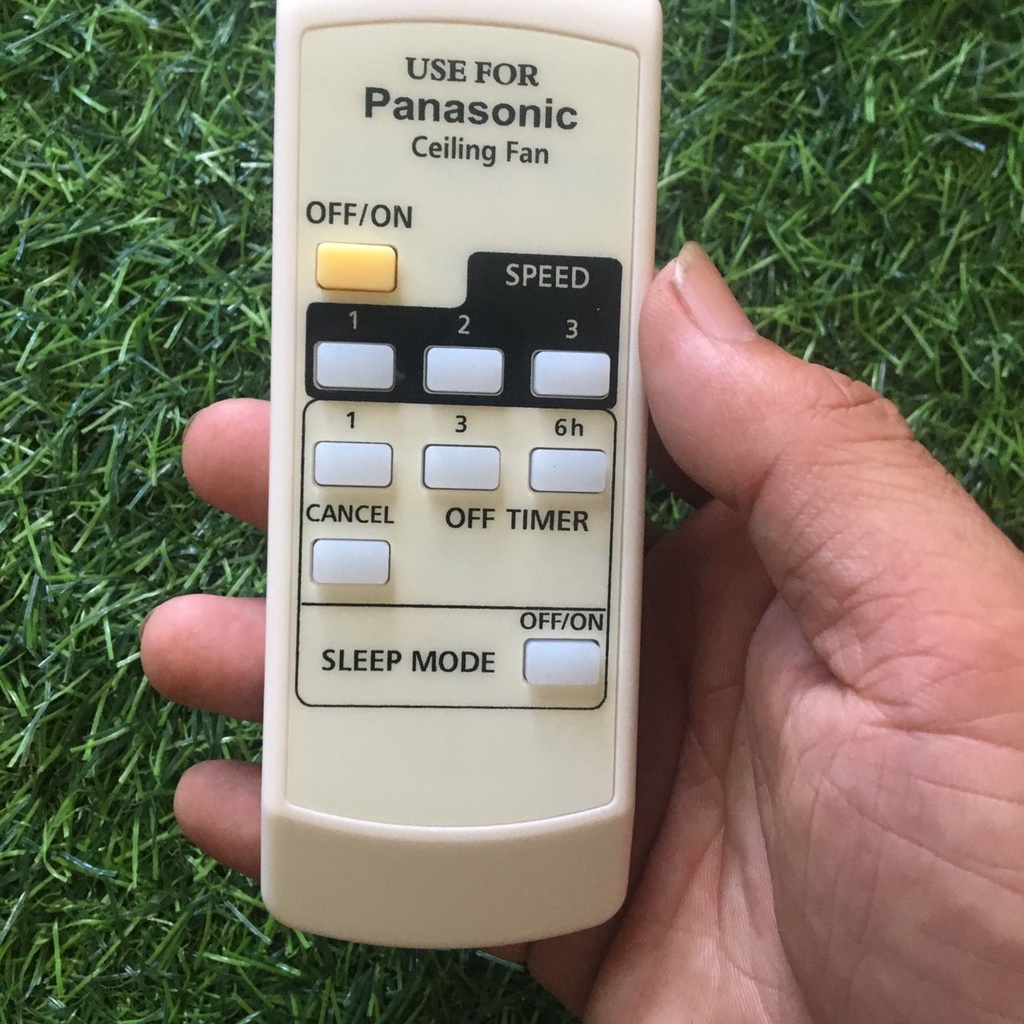 USE FOR
Panasonic
Ceiling Fan
OFF/ON
SPEED
1 2 3
1 3 6h
CANCEL OFF TIMER
OFF/ON
SLEEP MODE